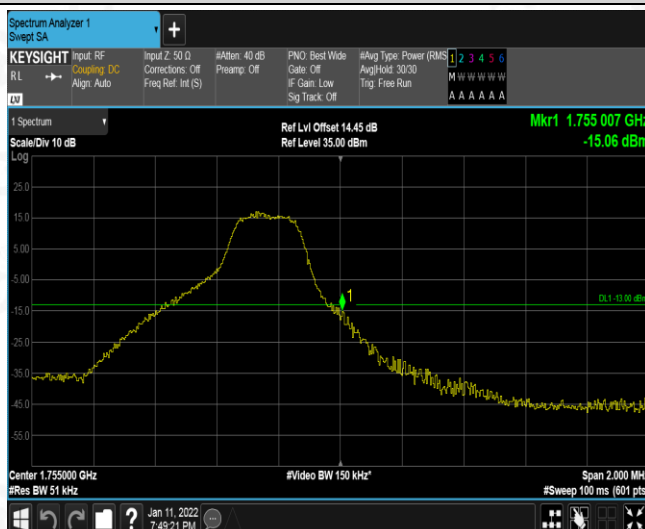 Spectrum Analyzer 1
Swept SA
KEYSIGHT
RL
Input: RF
Coupling: DC
Align: Auto
Input Z: 50 Ω
Corrections: Off
Freq Ref: Int (S)
#Atten: 40 dB
Preamp: Off
PNO: Best Wide
Gate: Off
IF Gain: Low
Sig Track: Off
#Avg Type: Power (RMS
Avg|Hold: 30/30
Trig: Free Run
1 2 3 4 5 6
M W W W W W
A A A A A A
LXI
1 Spectrum
Scale/Div 10 dB
Ref Lvl Offset 14.45 dB
Ref Level 35.00 dBm
Mkr1 1.755 007 GHz
-15.06 dBm
Log
25.0
15.0
5.00
-5.00
1
DL1 -13.00 dBm
-15.0
-25.0
-35.0
-45.0
-55.0
Center 1.755000 GHz
#Res BW 51 kHz
#Video BW 150 kHz*
Span 2.000 MHz
#Sweep 100 ms (601 pts)
?
Jan 11, 2022
7:49:21 PM